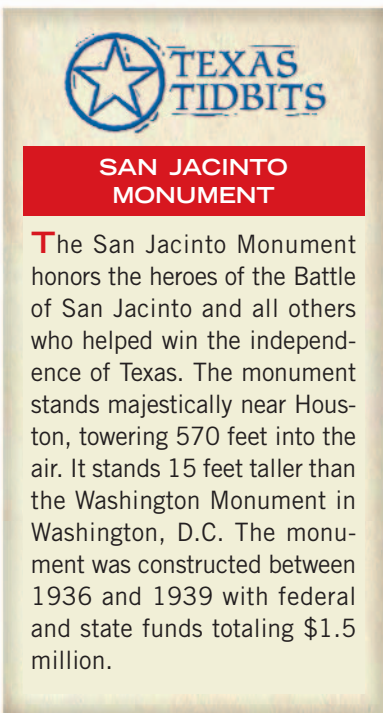 TEXAS
TIDBITS
SAN JACINTO
MONUMENT
The San Jacinto Monument
honors the heroes of the Battle
of San Jacinto and all others
who helped win the independ-
ence of Texas. The monument
stands majestically near Hous-
ton, towering 570 feet into the
air. It stands 15 feet taller than
the Washington Monument in
Washington, D.C. The monu-
ment was constructed between
1936 and 1939 with federal
and state funds totaling $1.5
million.